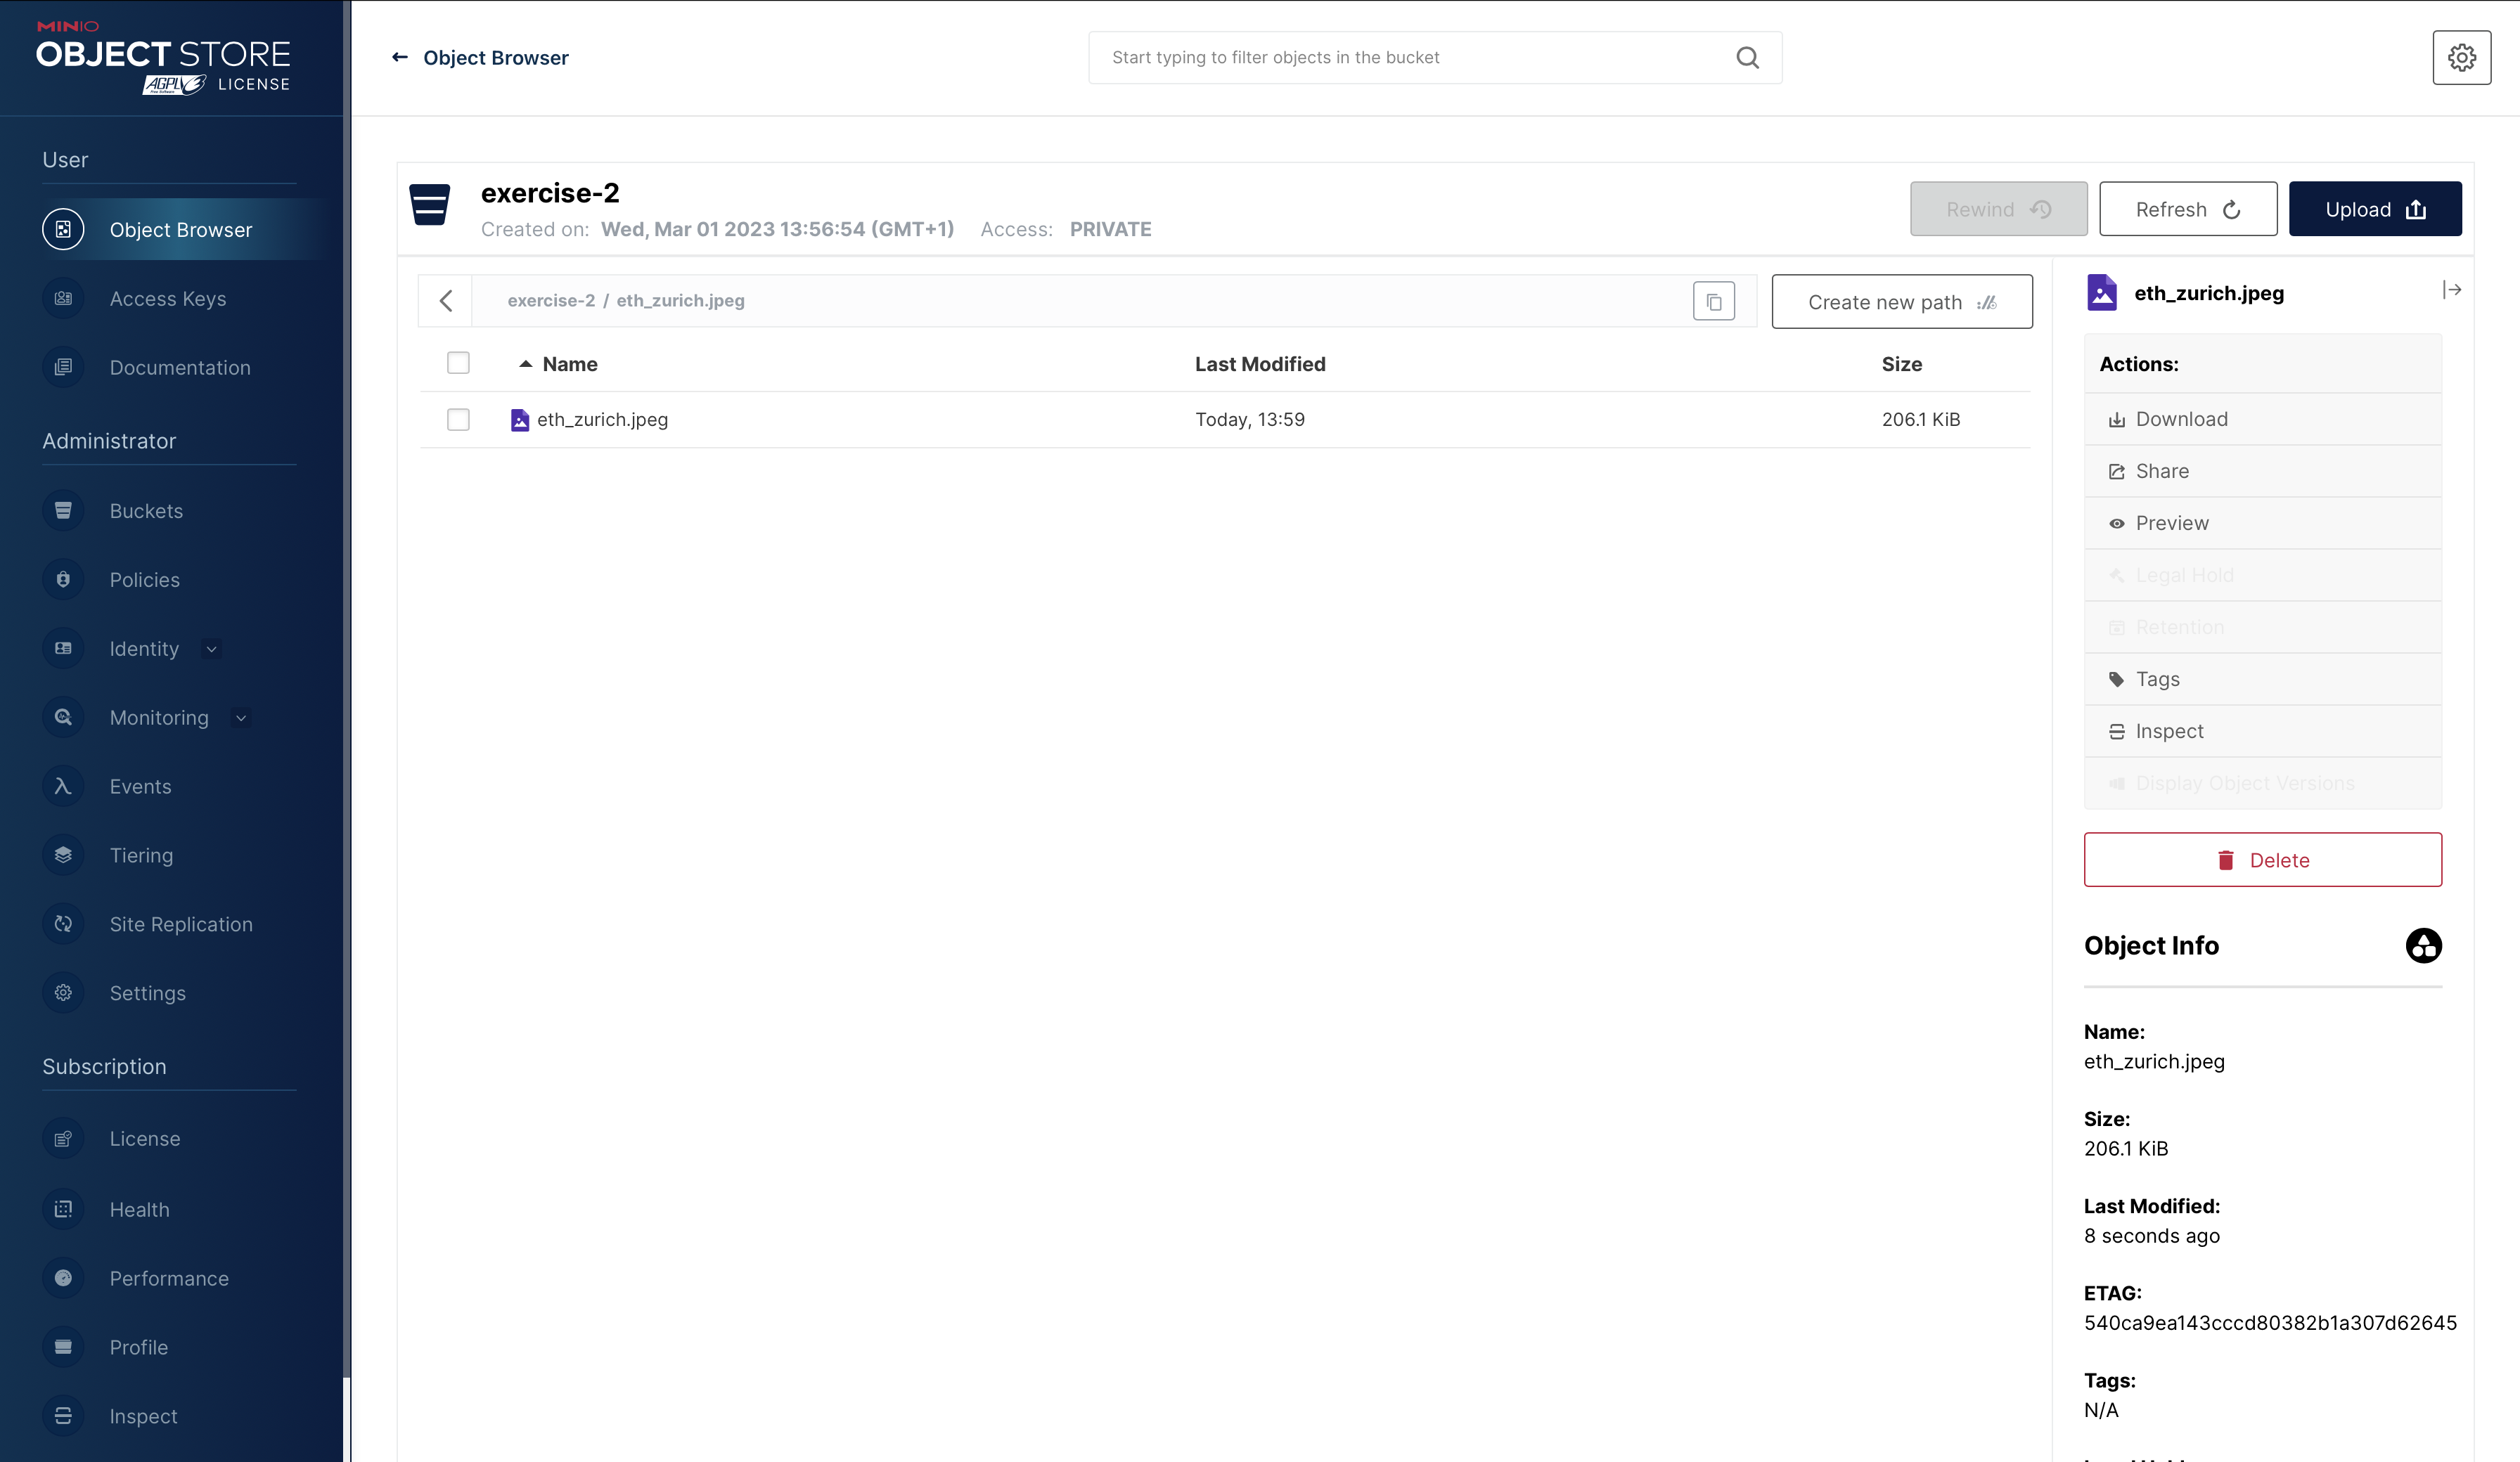 MINIO
OBJECT STORE
AGPL v3 LICENSE
Free Software
User
Object Browser
Access Keys
Documentation
Administrator
Buckets
Policies
Identity
Monitoring
Events
Tiering
Site Replication
Settings
Subscription
License
Health
Performance
Profile
Inspect
Object Browser
Start typing to filter objects in the bucket
exercise-2
Created on: Wed, Mar 01 2023 13:56:54 (GMT+1) Access: PRIVATE
Rewind
Refresh
Upload
exercise-2 / eth_zurich.jpeg
Create new path
Name Last Modified Size
eth_zurich.jpeg Today, 13:59 206.1 KiB
eth_zurich.jpeg
Actions:
Download
Share
Preview
Legal Hold
Retention
Tags
Inspect
Display Object Versions
Delete
Object Info
Name:
eth_zurich.jpeg
Size:
206.1 KiB
Last Modified:
8 seconds ago
ETAG:
540ca9ea143cccd80382b1a307d62645
Tags:
N/A